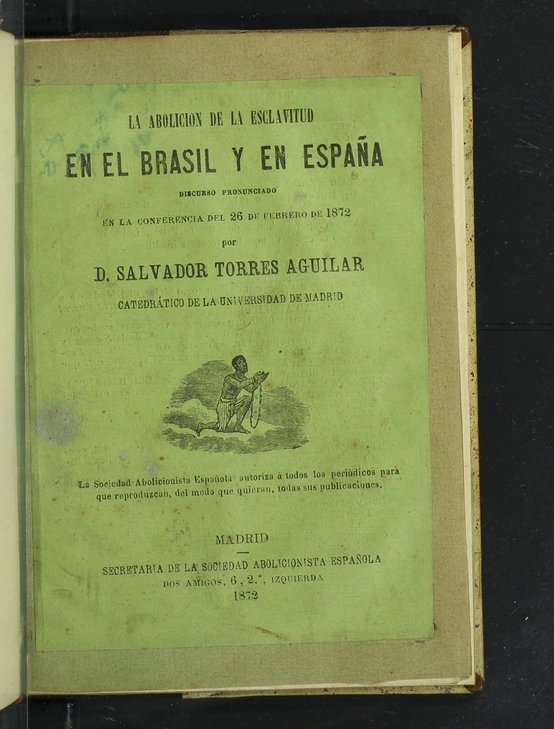 LA ABOLICION DE LA ESCLAVITUD
EN EL BRASIL Y EN ESPAÑA
DISCURSO PRONUNCIADO
EN LA CONFERENCIA DEL 26 DE FEBRERO DE 1872
por
D. SALVADOR TORRES AGUILAR
CATEDRÁTICO DE LA UNIVERSIDAD DE MADRID
La Sociedad Abolicionista Española autoriza á todos los periódicos para
que reproduzcan, del modo que quieran, todas sus publicaciones.
MADRID
SECRETARIA DE LA SOCIEDAD ABOLICIONISTA ESPAÑOLA
DOS AMIGOS, 6, 2.º, IZQUIERDA
1872